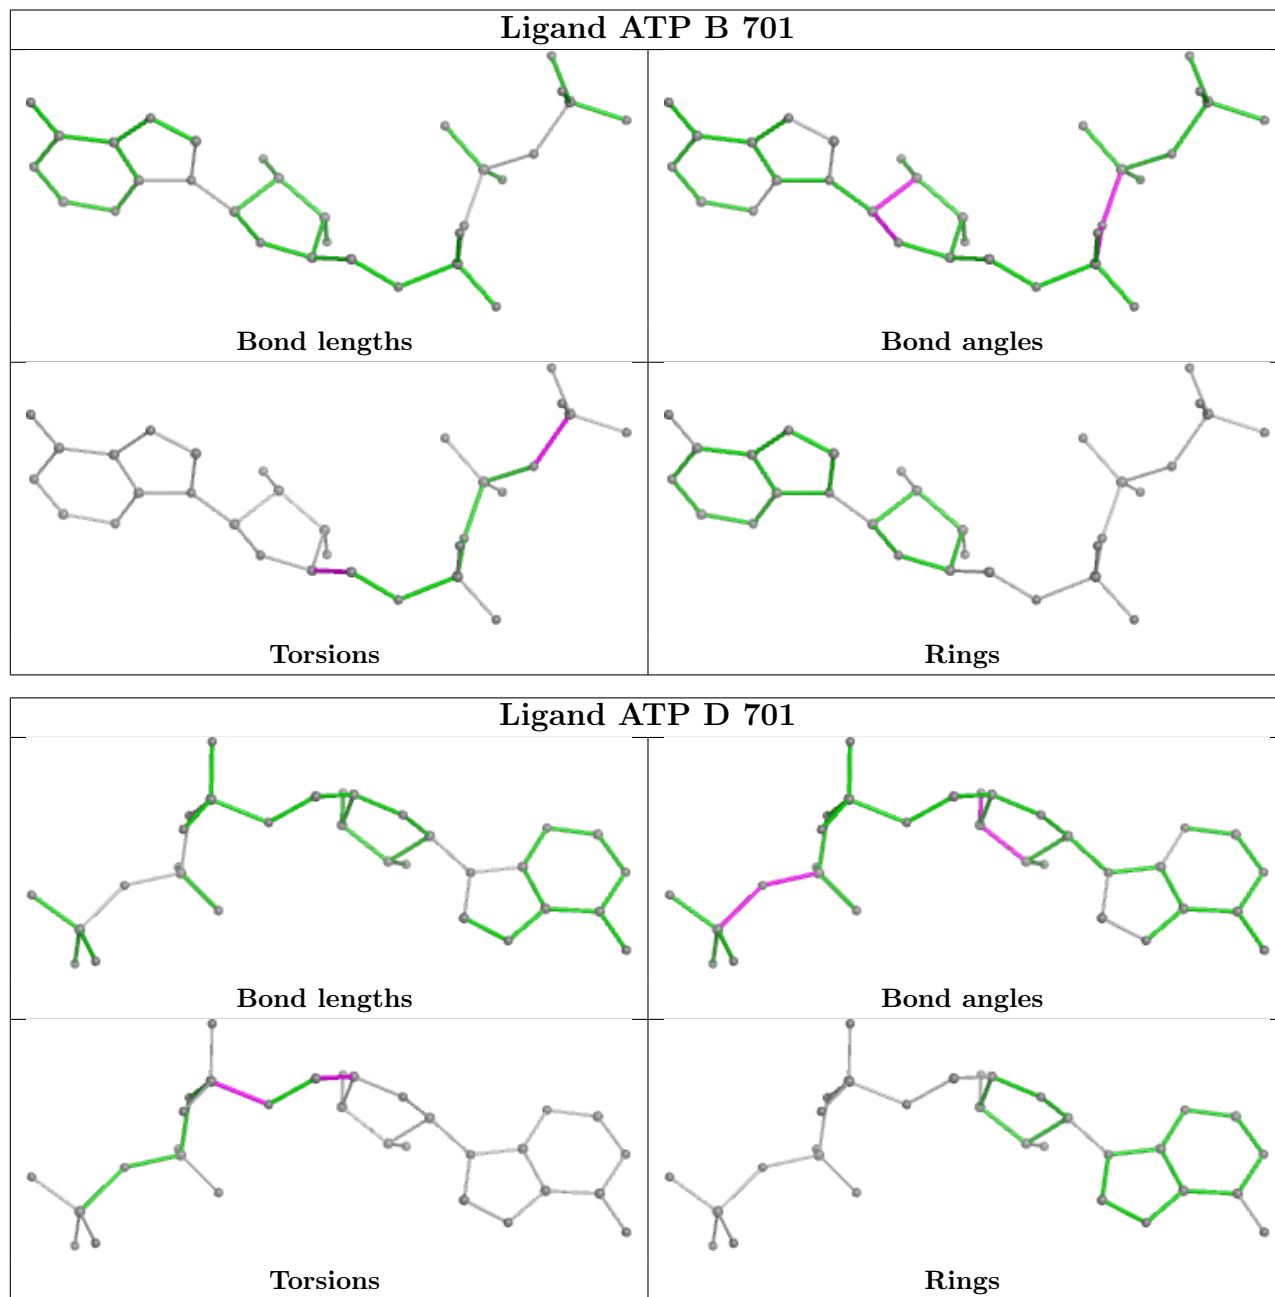 Ligand ATP B 701
Bond lengths
Bond angles
Torsions
Rings
Ligand ATP D 701
Bond lengths
Bond angles
Torsions
Rings